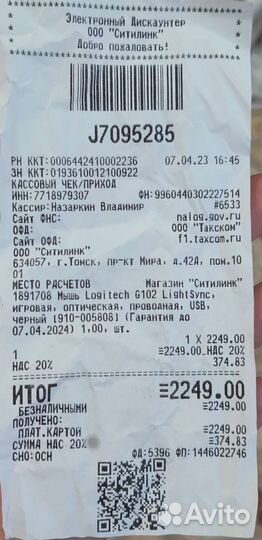 Электронный Дискаунтер
ООО "Ситилинк"
Добро пожаловать!
J7095285
РН ККТ:0006442410002236 07.04.23 16:45
ЗН ККТ:0193610012100922
КАССОВЫЙ ЧЕК/ПРИХОД
ИНН:7718979307 ФН:9960440302227514
Кассир:Назаркин Владимир #6533
Сайт ФНС: nalog.gov.ru
ОФД: ООО "Такском"
Сайт ОФД: f1.taxcom.ru
ООО "Ситилинк"
634057, г.Томск, пр-кт Мира, д.42А, пом.10
01
МЕСТО РАСЧЕТОВ Магазин "Ситилинк"
1891708 Мышь Logitech G102 LightSync,
игровая, оптическая, проводная, USB,
черный [910-005808] (Гарантия до
07.04.2024) 1,00, шт.
1 X 2249.00
1 =2249.00_НДС 20%
НДС 20% 374.83
ИТОГ =2249.00
БЕЗНАЛИЧНЫМИ =2249.00
ПОЛУЧЕНО:
ПЛАТ.КАРТОЙ =2249.00
СУММА НДС 20% =374.83
СНО:ОСН ФД:5396 ФП:1446022746
Avito